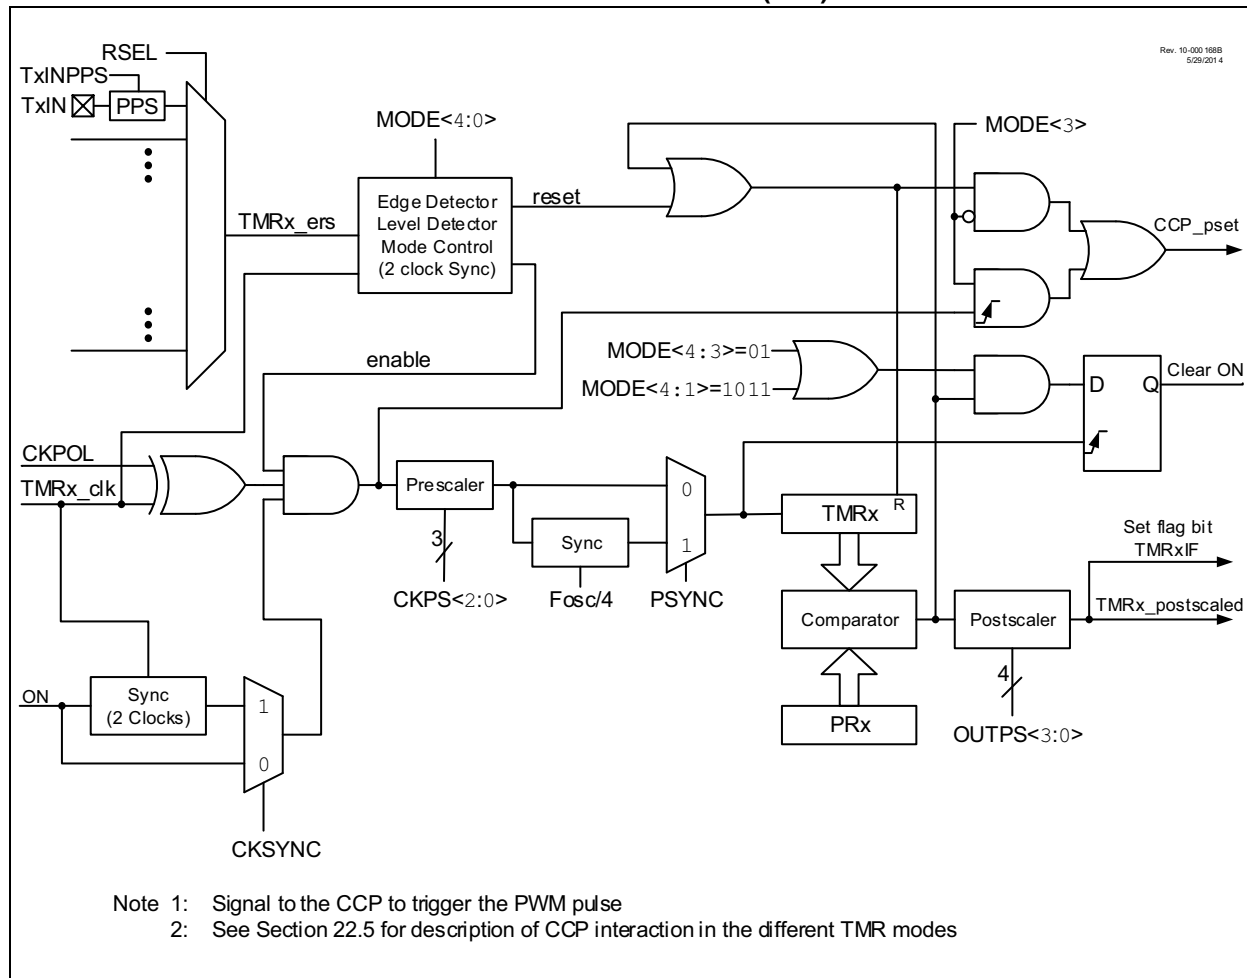 Rev. 10-000 168B
5/29/201 4
RSEL
TxINPPS
TxIN
PPS
MODE<4:0>
MODE<3>
Edge Detector
Level Detector
Mode Control
(2 clock Sync)
reset
TMRx_ers
CCP_pset
enable
MODE<4:3>=01
MODE<4:1>=1011
D
Q
Clear ON
CKPOL
TMRx_clk
Prescaler
0
1
Sync
3
CKPS<2:0>
Fosc/4
PSYNC
TMRx
R
Set flag bit
TMRxIF
Comparator
Postscaler
TMRx_postscaled
4
PRx
OUTPS<3:0>
ON
Sync
(2 Clocks)
1
0
CKSYNC
Note 1: Signal to the CCP to trigger the PWM pulse
2: See Section 22.5 for description of CCP interaction in the different TMR modes